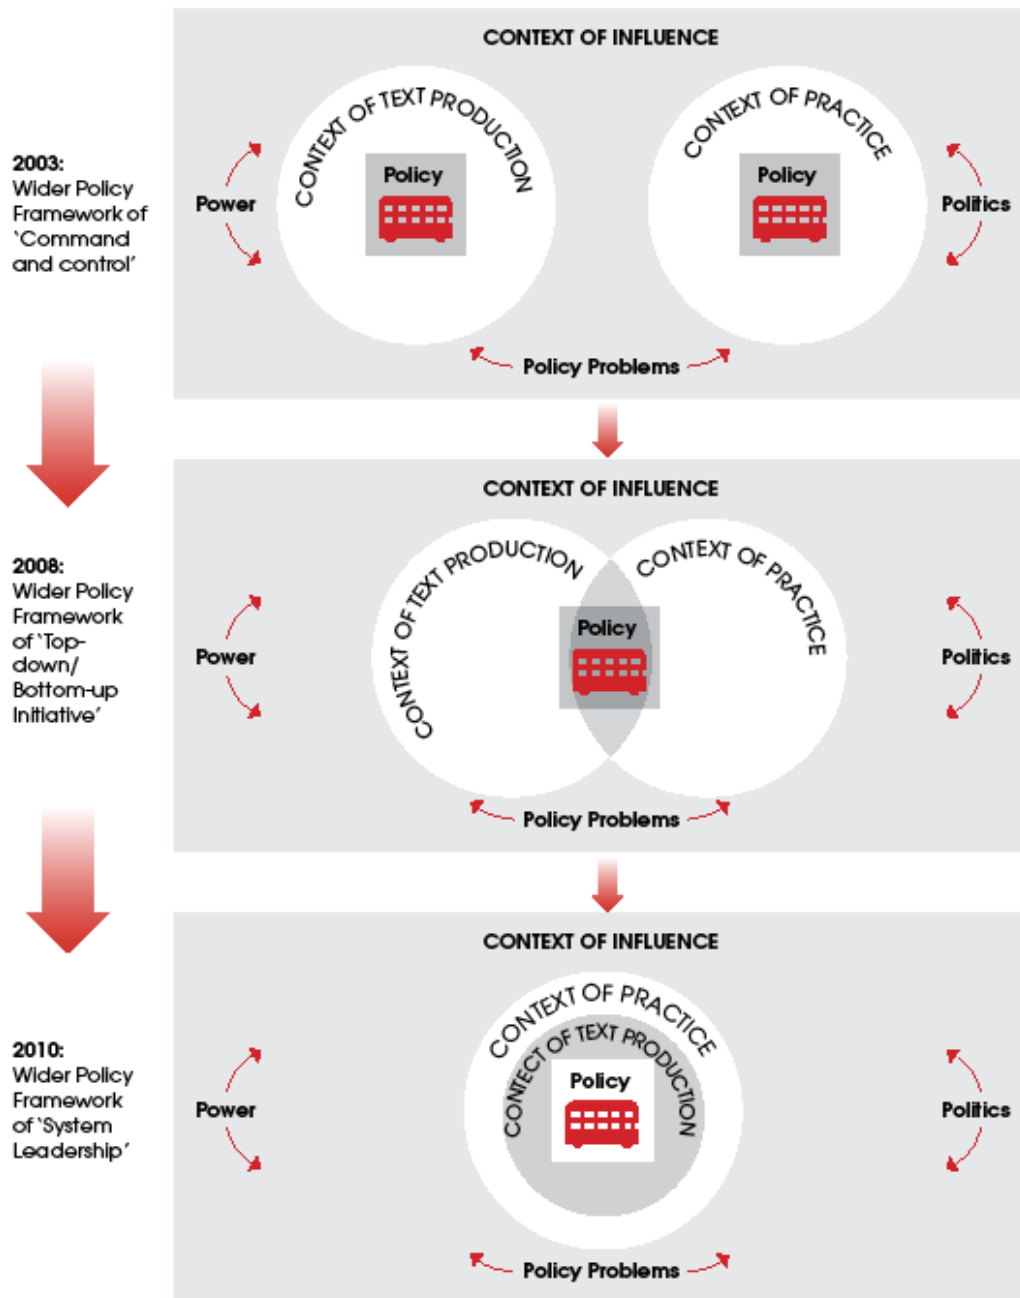 CONTEXT OF INFLUENCE
CONTEXT OF TEXT PRODUCTION
CONTEXT OF PRACTICE
2003:
Wider Policy
Framework of
‘Command
and control’
Policy
Policy
Power
Politics
Policy Problems
CONTEXT OF INFLUENCE
CONTEXT OF TEXT PRODUCTION
CONTEXT OF PRACTICE
2008:
Wider Policy
Framework
of ‘Top-
down/
Bottom-up
Initiative’
Policy
Power
Politics
Policy Problems
CONTEXT OF INFLUENCE
CONTEXT OF PRACTICE
CONTECT OF TEXT PRODUCTION
2010:
Wider Policy
Framework
of ‘System
Leadership’
Policy
Power
Politics
Policy Problems